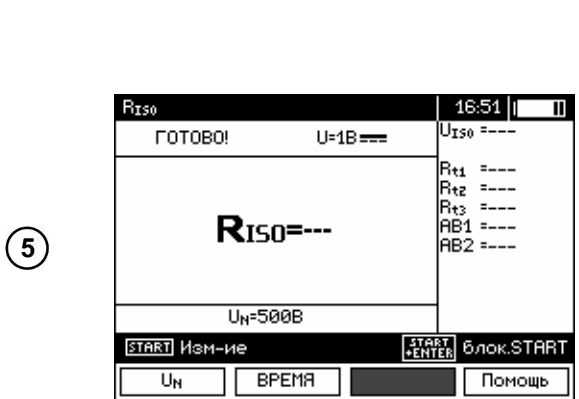 RISO 16:51
ГОТОВО! U=1В
UISO =---
Rt1 =---
Rt2 =---
Rt3 =---
AB1 =---
AB2 =---
5
RISO=---
UN=500В
START Изм-ие START +ENTER блок.START
UN ВРЕМЯ Помощь